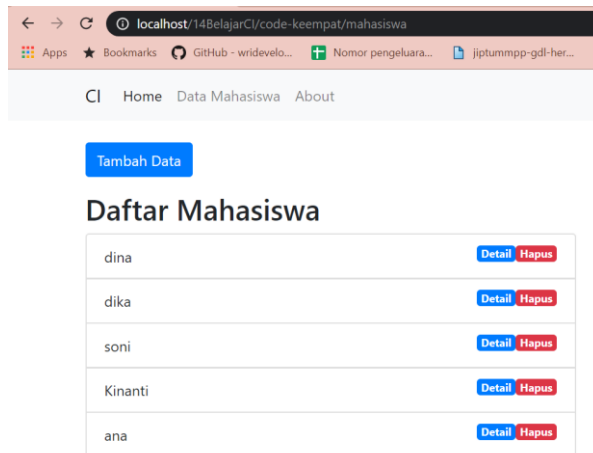 localhost/14BelajarCI/code-keempat/mahasiswa
Apps Bookmarks GitHub - wridevelo... Nomor pengeluara... jiptummpp-gdl-her...
CI Home Data Mahasiswa About
Tambah Data
Daftar Mahasiswa
dina Detail Hapus
dika Detail Hapus
soni Detail Hapus
Kinanti Detail Hapus
ana Detail Hapus